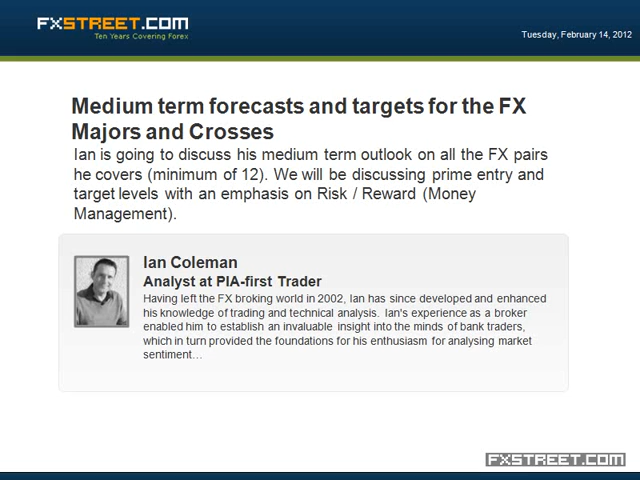 FXSTREET.COM
Ten Years Covering Forex
Tuesday, February 14, 2012
Medium term forecasts and targets for the FX
Majors and Crosses
Ian is going to discuss his medium term outlook on all the FX pairs
he covers (minimum of 12). We will be discussing prime entry and
target levels with an emphasis on Risk / Reward (Money
Management).
Ian Coleman
Analyst at PIA-first Trader
Having left the FX broking world in 2002, Ian has since developed and enhanced
his knowledge of trading and technical analysis. Ian's experience as a broker
enabled him to establish an invaluable insight into the minds of bank traders,
which in turn provided the foundations for his enthusiasm for analysing market
sentiment…
FXSTREET.COM